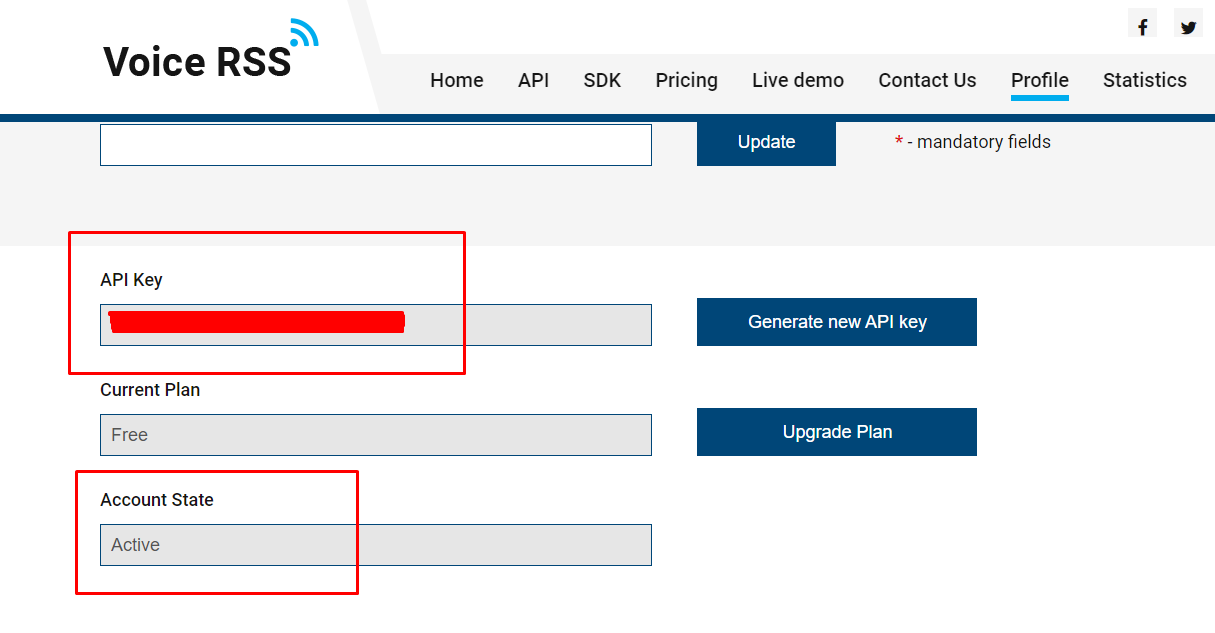 Voice RSS
Home API SDK Pricing Live demo Contact Us Profile Statistics
Update
* - mandatory fields
API Key
Generate new API key
Current Plan
Free
Upgrade Plan
Account State
Active